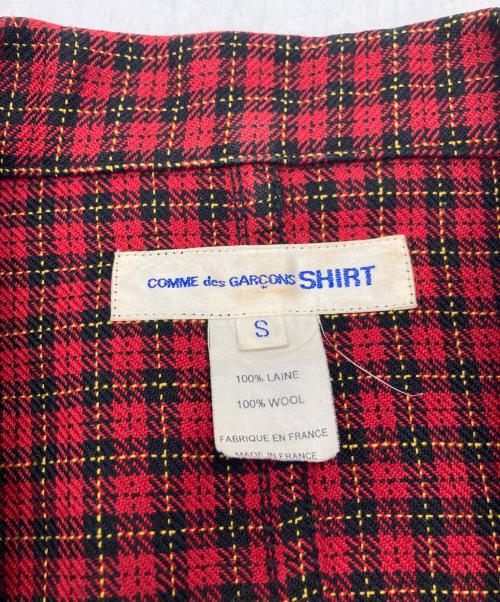 COMME des GARÇONS SHIRT
S
100% LAINE
100% WOOL
FABRIQUE EN FRANCE
MADE IN FRANCE